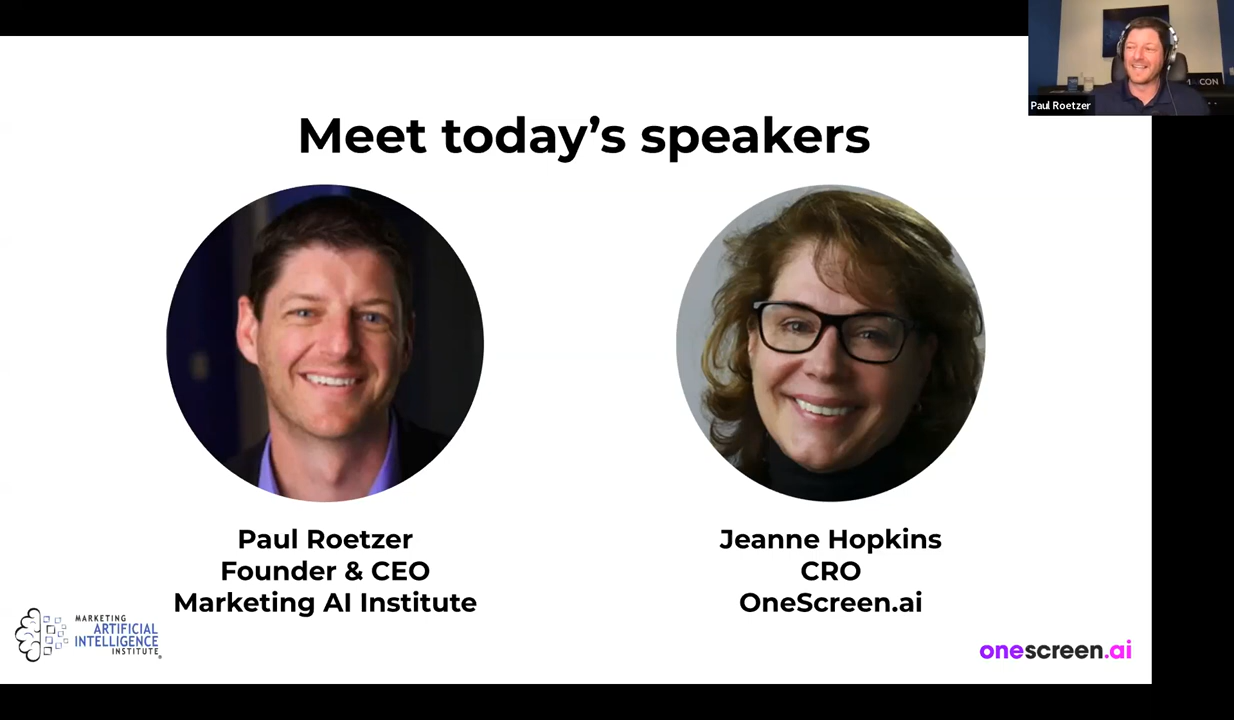 Meet today's speakers
CON
Paul Roetzer
Paul Roetzer
Founder & CEO
Marketing AI Institute
Jeanne Hopkins
CRO
OneScreen.ai
MARKETING
ARTIFICIAL
INTELLIGENCE
INSTITUTE
onescreen.ai